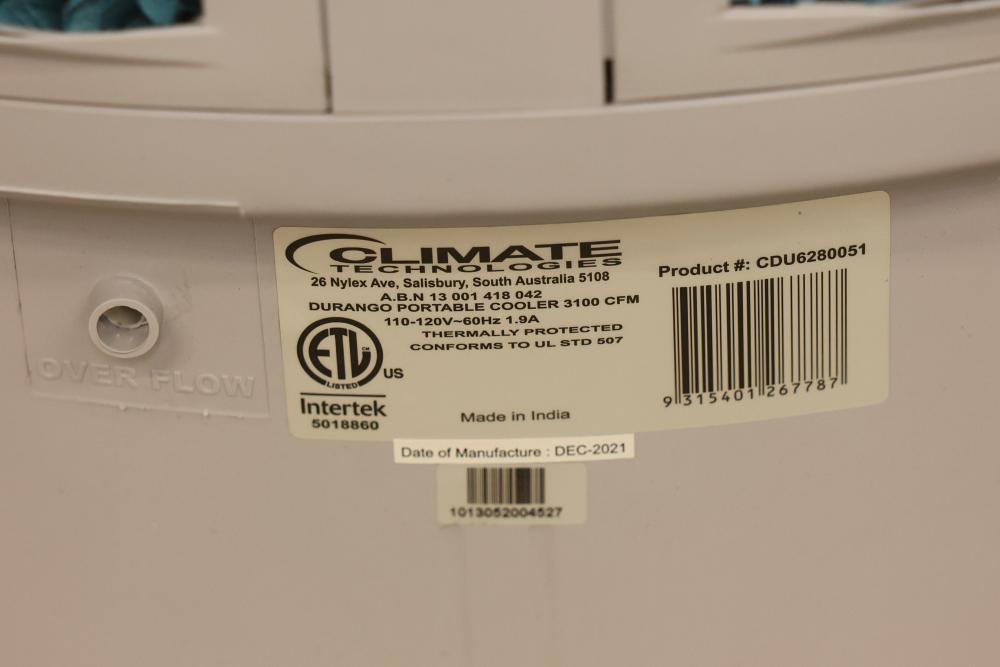 CLIMATE
TECHNOLOGIES
26 Nylex Ave, Salisbury, South Australia 5108
A.B.N 13 001 418 042
DURANGO PORTABLE COOLER 3100 CFM
110-120V~60Hz 1.9A
THERMALLY PROTECTED
CONFORMS TO UL STD 507
ETL CM
LISTED
US
Intertek
5018860
Made in India
Product #: CDU6280051
9 315401 267787
OVER FLOW
Date of Manufacture : DEC-2021
1013052004527